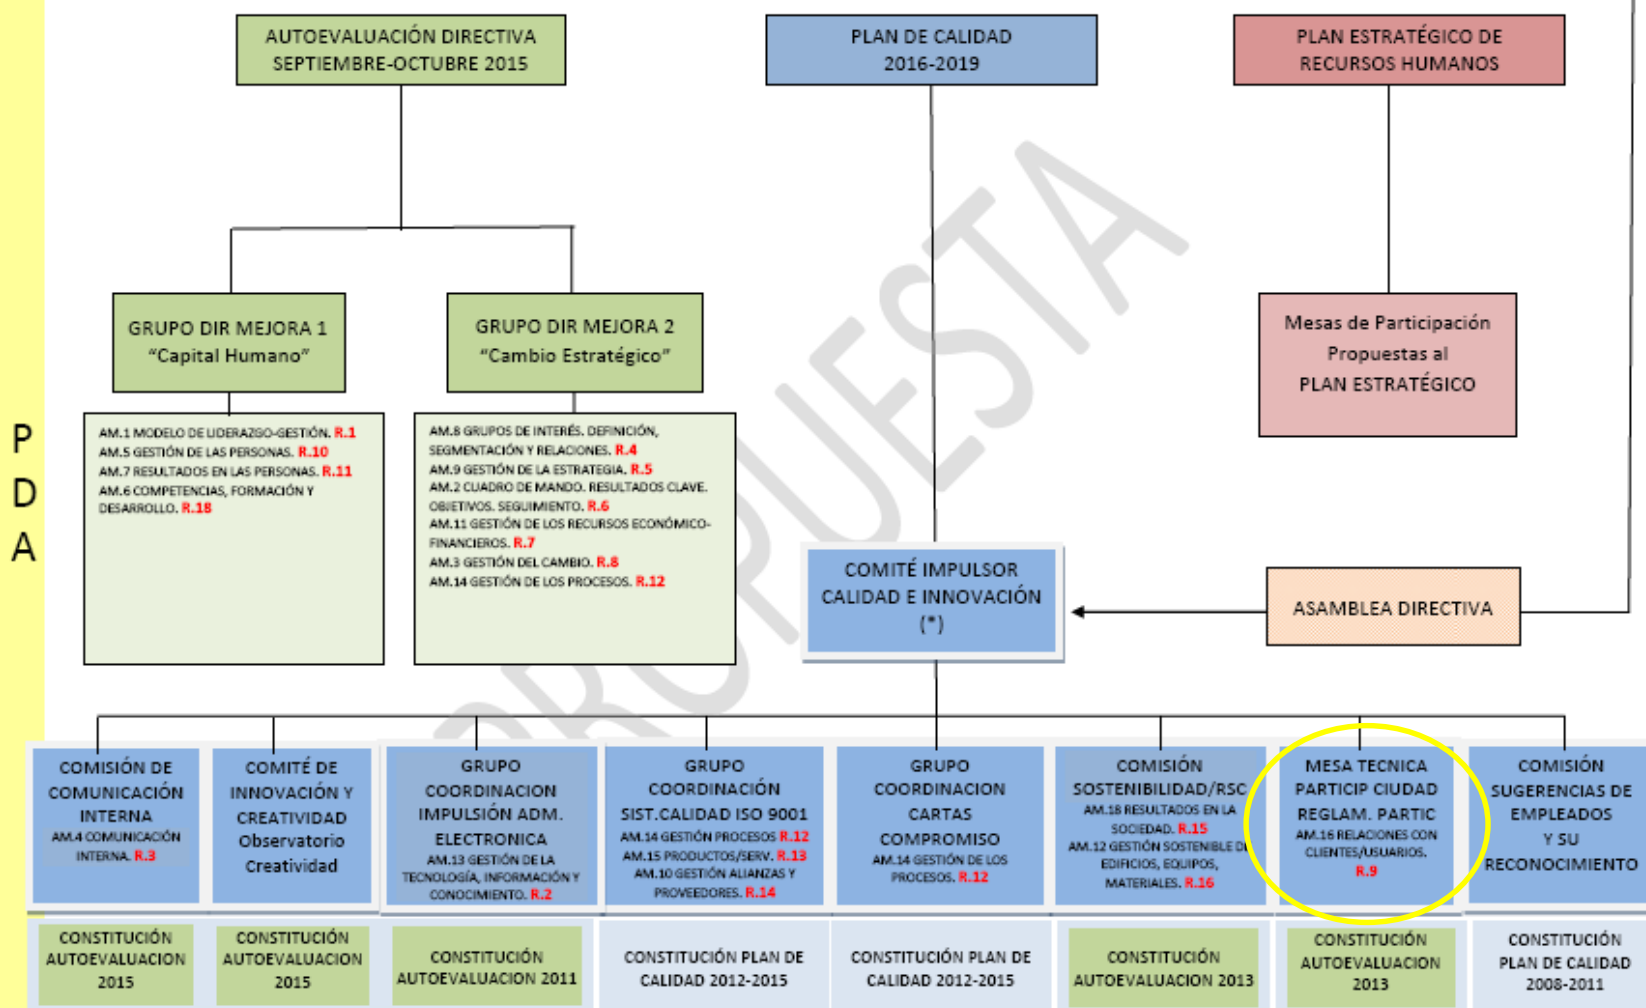 AUTOEVALUACIÓN DIRECTIVA
SEPTIEMBRE-OCTUBRE 2015
PLAN DE CALIDAD
2016-2019
PLAN ESTRATÉGICO DE
RECURSOS HUMANOS
GRUPO DIR MEJORA 1
“Capital Humano”
GRUPO DIR MEJORA 2
“Cambio Estratégico”
Mesas de Participación
Propuestas al
PLAN ESTRATÉGICO
P
D
A
AM.1 MODELO DE LIDERAZGO-GESTIÓN. R.1
AM.5 GESTIÓN DE LAS PERSONAS. R.10
AM.7 RESULTADOS EN LAS PERSONAS. R.11
AM.6 COMPETENCIAS, FORMACIÓN Y
DESARROLLO. R.18
AM.8 GRUPOS DE INTERÉS. DEFINICIÓN,
SEGMENTACIÓN Y RELACIONES. R.4
AM.9 GESTIÓN DE LA ESTRATEGIA. R.5
AM.2 CUADRO DE MANDO. RESULTADOS CLAVE.
OBJETIVOS. SEGUIMIENTO. R.6
AM.11 GESTIÓN DE LOS RECURSOS ECONÓMICO-
FINANCIEROS. R.7
AM.3 GESTIÓN DEL CAMBIO. R.8
AM.14 GESTIÓN DE LOS PROCESOS. R.12
PROPUESTA
COMITÉ IMPULSOR
CALIDAD E INNOVACIÓN
(*)
ASAMBLEA DIRECTIVA
COMISIÓN DE
COMUNICACIÓN
INTERNA
AM.4 COMUNICACIÓN
INTERNA. R.3
COMITÉ DE
INNOVACIÓN Y
CREATIVIDAD
Observatorio
Creatividad
GRUPO
COORDINACION
IMPULSIÓN ADM.
ELECTRONICA
AM.13 GESTIÓN DE LA
TECNOLOGÍA, INFORMACIÓN Y
CONOCIMIENTO. R.2
GRUPO
COORDINACIÓN
SIST.CALIDAD ISO 9001
AM.14 GESTIÓN PROCESOS R.12
AM.15 PRODUCTOS/SERV. R.13
AM.10 GESTIÓN ALIANZAS Y
PROVEEDORES. R.14
GRUPO
COORDINACION
CARTAS
COMPROMISO
AM.14 GESTIÓN DE LOS
PROCESOS. R.12
COMISIÓN
SOSTENIBILIDAD/RSC
AM.18 RESULTADOS EN LA
SOCIEDAD. R.15
AM.12 GESTIÓN SOSTENIBLE DE
EDIFICIOS, EQUIPOS,
MATERIALES. R.16
MESA TECNICA
PARTICIP CIUDAD
REGLAM. PARTIC
AM.16 RELACIONES CON
CLIENTES/USUARIOS.
R.9
COMISIÓN
SUGERENCIAS DE
EMPLEADOS
Y SU
RECONOCIMIENTO
CONSTITUCIÓN
AUTOEVALUACION
2015
CONSTITUCIÓN
AUTOEVALUACION
2015
CONSTITUCIÓN
AUTOEVALUACION 2011
CONSTITUCIÓN PLAN DE
CALIDAD 2012-2015
CONSTITUCIÓN PLAN DE
CALIDAD 2012-2015
CONSTITUCIÓN
AUTOEVALUACION 2013
CONSTITUCIÓN
AUTOEVALUACION
2013
CONSTITUCIÓN
PLAN DE CALIDAD
2008-2011